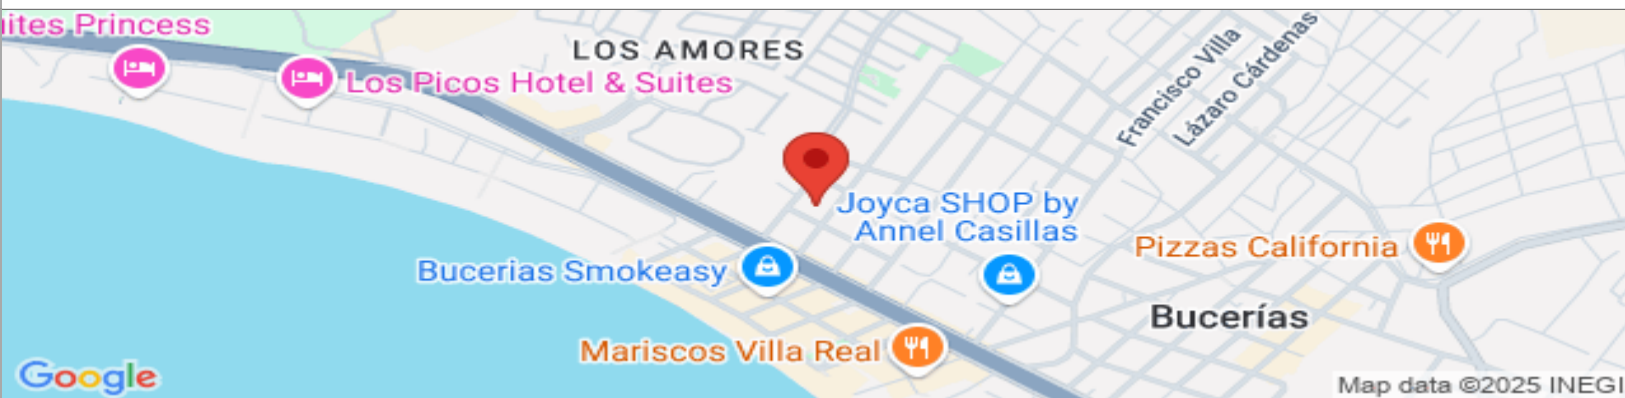 ites Princess
LOS AMORES
Los Picos Hotel & Suites
Francisco Villa
Lázaro Cárdenas
Joyca SHOP by
Annel Casillas
Pizzas California
Bucerias Smokeasy
Bucerías
Mariscos Villa Real
Google
Map data ©2025 INEGI